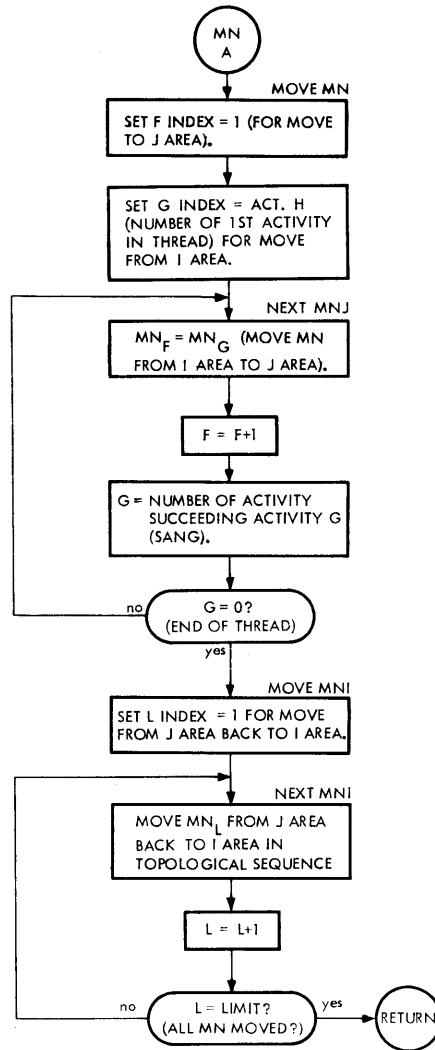 MN
A
MOVE MN
SET F INDEX = 1 (FOR MOVE
TO J AREA).
SET G INDEX = ACT. H
(NUMBER OF 1ST ACTIVITY
IN THREAD) FOR MOVE
FROM I AREA.
NEXT MNJ
MN_F = MN_G (MOVE MN
FROM I AREA TO J AREA).
F = F+1
G = NUMBER OF ACTIVITY
SUCCEEDING ACTIVITY G
(SANG).
no
G = 0?
(END OF THREAD)
yes
MOVE MNI
SET L INDEX = 1 FOR MOVE
FROM J AREA BACK TO I AREA.
NEXT MNI
MOVE MN_L FROM J AREA
BACK TO I AREA IN
TOPOLOGICAL SEQUENCE
L = L+1
no
L = LIMIT?
(ALL MN MOVED?)
yes
RETURN